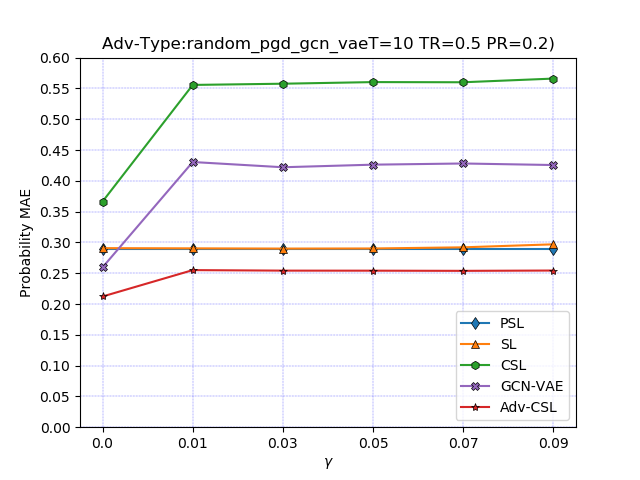 Adv-Type:random_pgd_gcn_vaeT=10 TR=0.5 PR=0.2)
0.60
0.55
0.50
0.45
0.40
0.35
0.30
0.25
0.20
0.15
0.10
0.05
0.00
Probability MAE
PSL
SL
CSL
GCN-VAE
Adv-CSL
0.0 0.01 0.03 0.05 0.07 0.09
γ